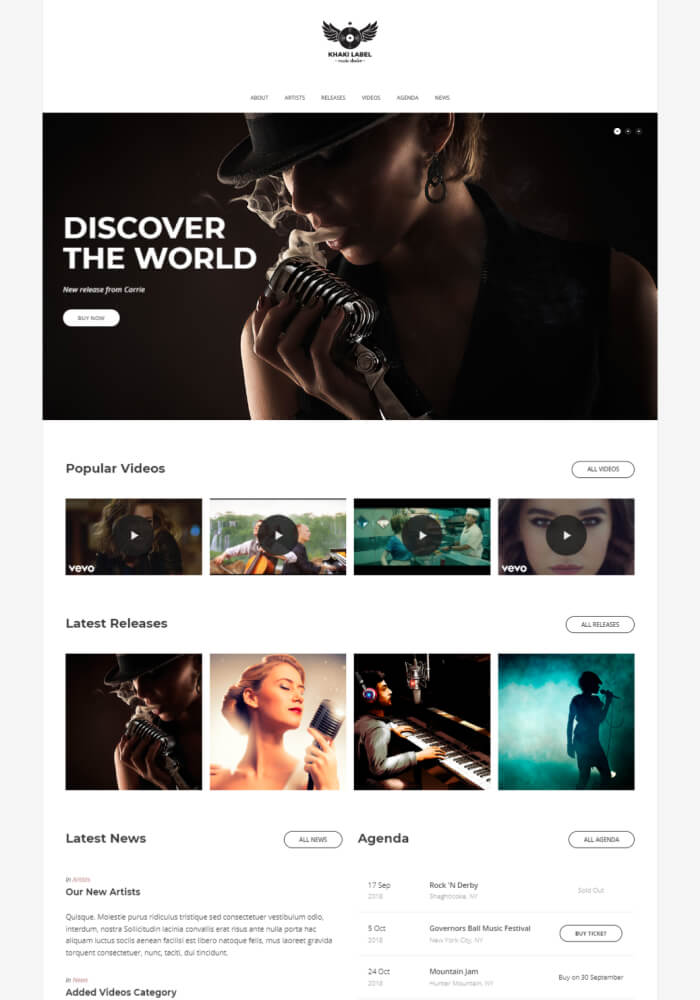 KHAKI LABEL
- music studio -
ABOUT ARTISTS RELEASES VIDEOS AGENDA NEWS
DISCOVER
THE WORLD
New release from Carrie
BUY NOW
Popular Videos ALL VIDEOS
vevo vevo
Latest Releases ALL RELEASES
Latest News ALL NEWS
In Artists
Our New Artists
Quisque. Molestie purus ridiculus tristique sed consectetuer vestibulum odio,
interdum, nostra Sollicitudin lacinia convallis erat risus ante nulla porta hac
aliquam luctus sociis aenean facilisi est libero natoque felis, mus laoreet gravida
torquent consectetuer, nunc, taciti, dui tincidunt.
In News
Added Videos Category
Agenda ALL AGENDA
17 Sep Rock 'N Derby Sold Out
2018 Shaghticoke, NY
5 Oct Governors Ball Music Festival BUY TICKET
2018 New York City, NY
24 Oct Mountain Jam Buy on 30 September
2018 Hunter Mountain, NY